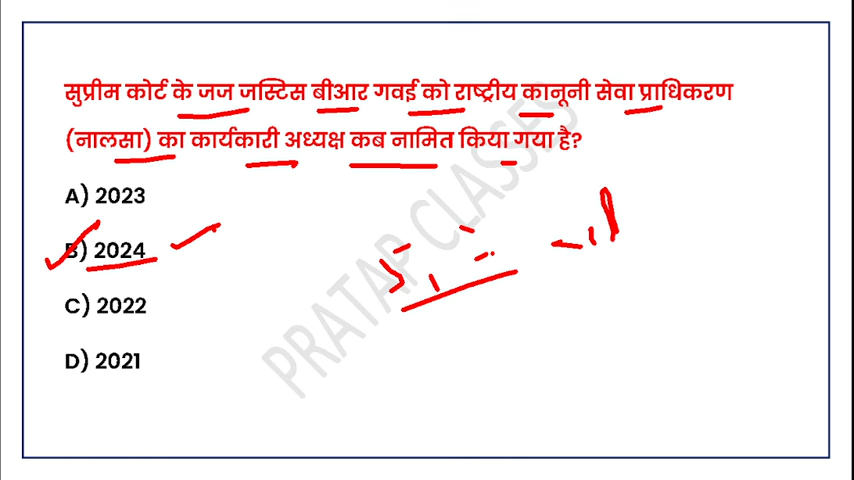 सुप्रीम कोर्ट के जज जस्टिस बीआर गवई को राष्ट्रीय कानूनी सेवा प्राधिकरण
(नालसा) का कार्यकारी अध्यक्ष कब नामित किया गया है?
A) 2023
B) 2024
C) 2022
D) 2021
PRATAP CLASSES